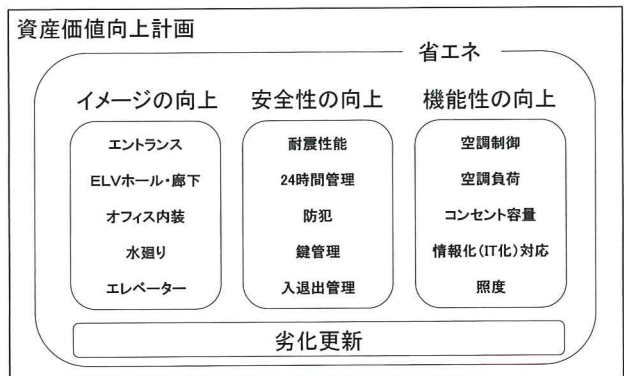 資産価値向上計画
省エネ
イメージの向上
エントランス
ELVホール・廊下
オフィス内装
水廻り
エレベーター
安全性の向上
耐震性能
24時間管理
防犯
鍵管理
入退出管理
機能性の向上
空調制御
空調負荷
コンセント容量
情報化(IT化)対応
照度
劣化更新